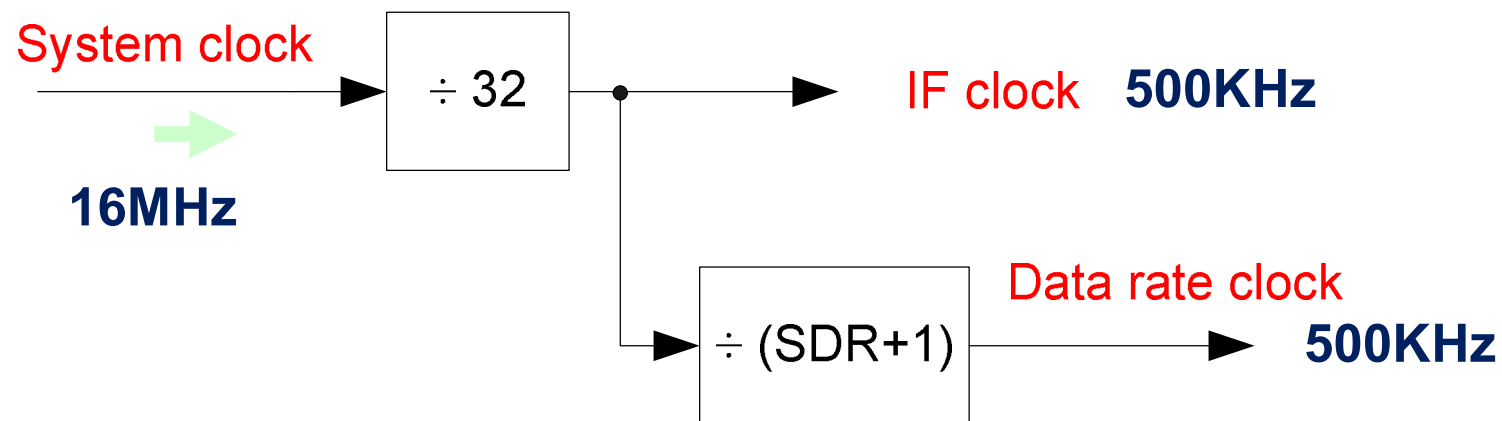 System clock
÷ 32
IF clock 500KHz
16MHz
Data rate clock
÷ (SDR+1)
500KHz